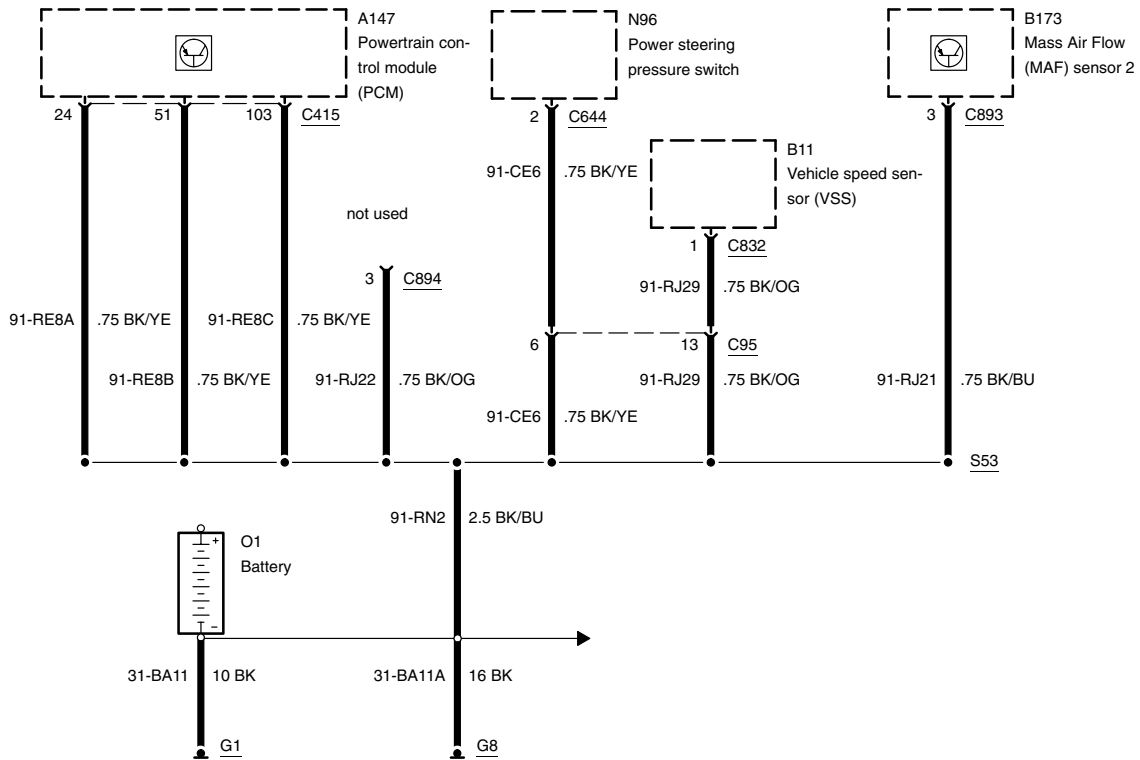 A147
Powertrain con-
trol module
(PCM)
N96
Power steering
pressure switch
B173
Mass Air Flow
(MAF) sensor 2
24
51
103
C415
2
C644
3
C893
B11
Vehicle speed sen-
sor (VSS)
91-CE6
.75 BK/YE
not used
1
C832
3
C894
91-RJ29
.75 BK/OG
91-RE8A
.75 BK/YE
91-RE8C
.75 BK/YE
6
13
C95
91-RE8B
.75 BK/YE
91-RJ22
.75 BK/OG
91-RJ29
.75 BK/OG
91-RJ21
.75 BK/BU
91-CE6
.75 BK/YE
S53
91-RN2
2.5 BK/BU
O1
Battery
+
−
31-BA11
10 BK
31-BA11A
16 BK
G1
G8